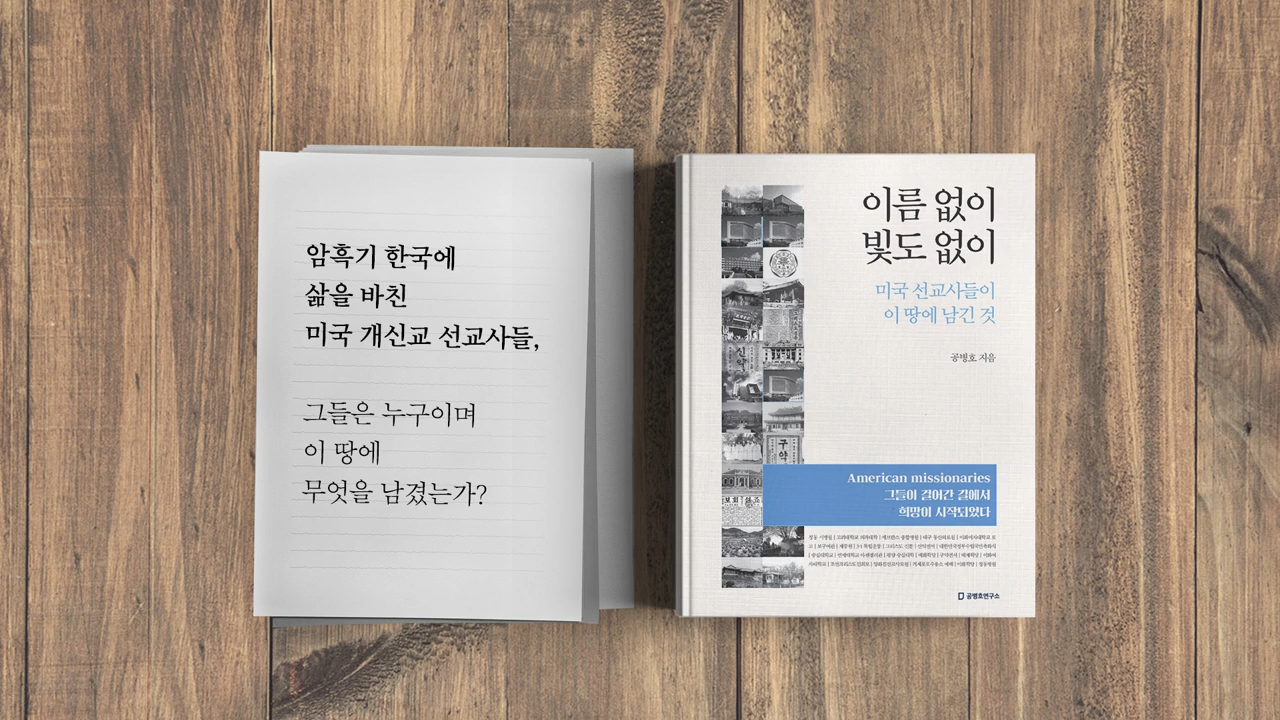 암흑기 한국에
삶을 바친
미국 개신교 선교사들,
그들은 누구이며
이 땅에
무엇을 남겼는가?
이름 없이
빛도 없이
미국 선교사들이
이 땅에 남긴 것
공병호 지음
신약
구약
American missionaries
그들이 걸어간 길에서
희망이 시작되었다
공병호연구소